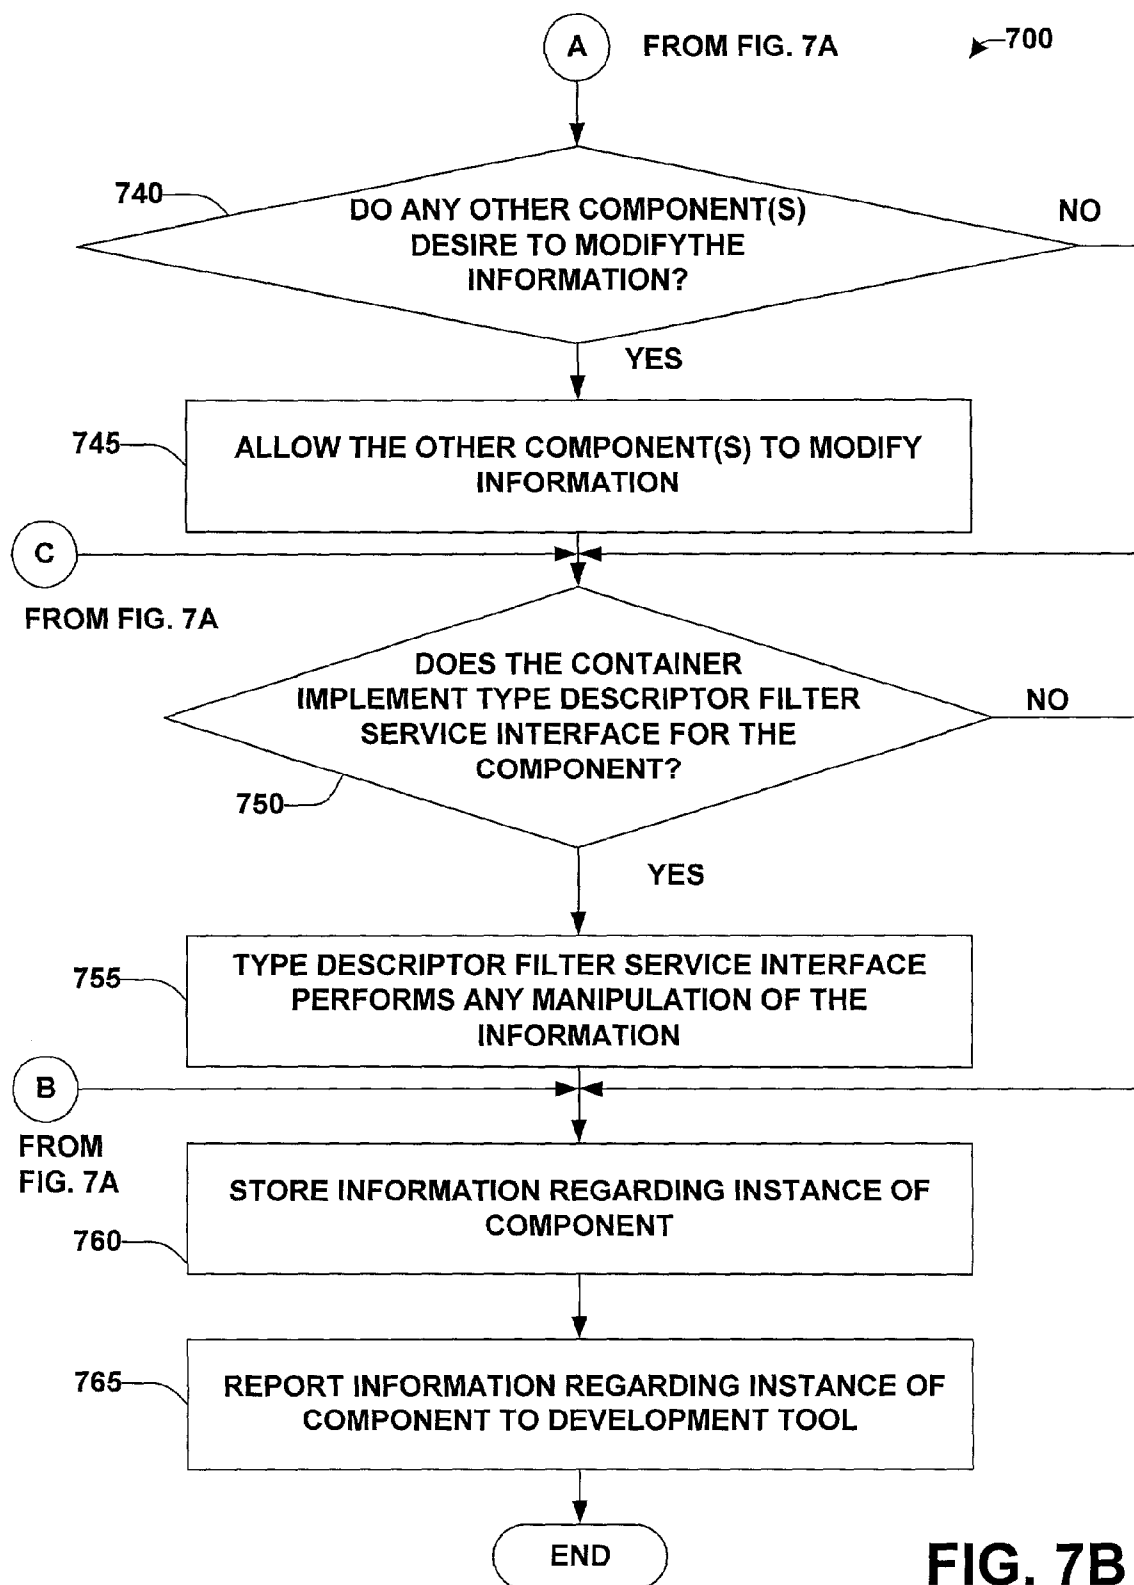 A
FROM FIG. 7A
700
740
DO ANY OTHER COMPONENT(S)
DESIRE TO MODIFYTHE
INFORMATION?
NO
YES
745
ALLOW THE OTHER COMPONENT(S) TO MODIFY
INFORMATION
C
FROM FIG. 7A
DOES THE CONTAINER
IMPLEMENT TYPE DESCRIPTOR FILTER
SERVICE INTERFACE FOR THE
COMPONENT?
NO
750
YES
755
TYPE DESCRIPTOR FILTER SERVICE INTERFACE
PERFORMS ANY MANIPULATION OF THE
INFORMATION
B
FROM
FIG. 7A
STORE INFORMATION REGARDING INSTANCE OF
COMPONENT
760
765
REPORT INFORMATION REGARDING INSTANCE OF
COMPONENT TO DEVELOPMENT TOOL
END
FIG. 7B